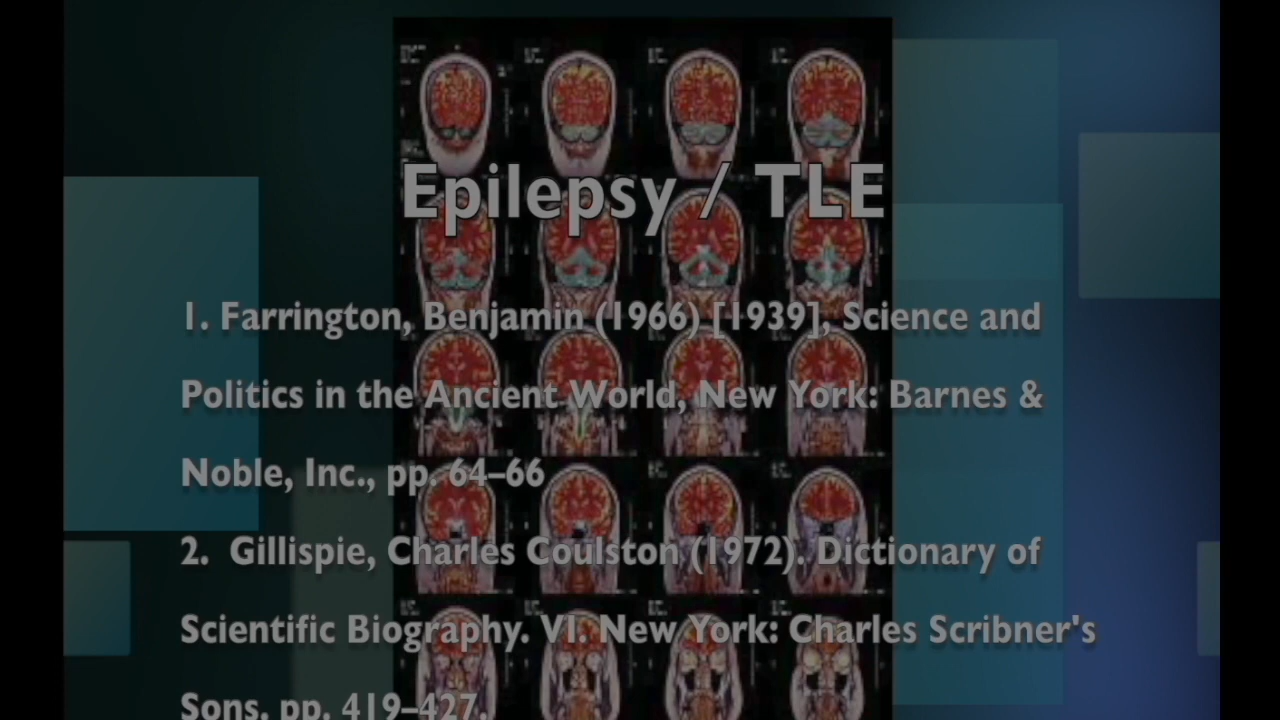 Epilepsy / TLE
1. Farrington, Benjamin (1966) [1939], Science and
Politics in the Ancient World, New York: Barnes &
Noble, Inc., pp. 64–66
2. Gillispie, Charles Coulston (1972). Dictionary of
Scientific Biography. VI. New York: Charles Scribner's
Sons. pp. 419–427.